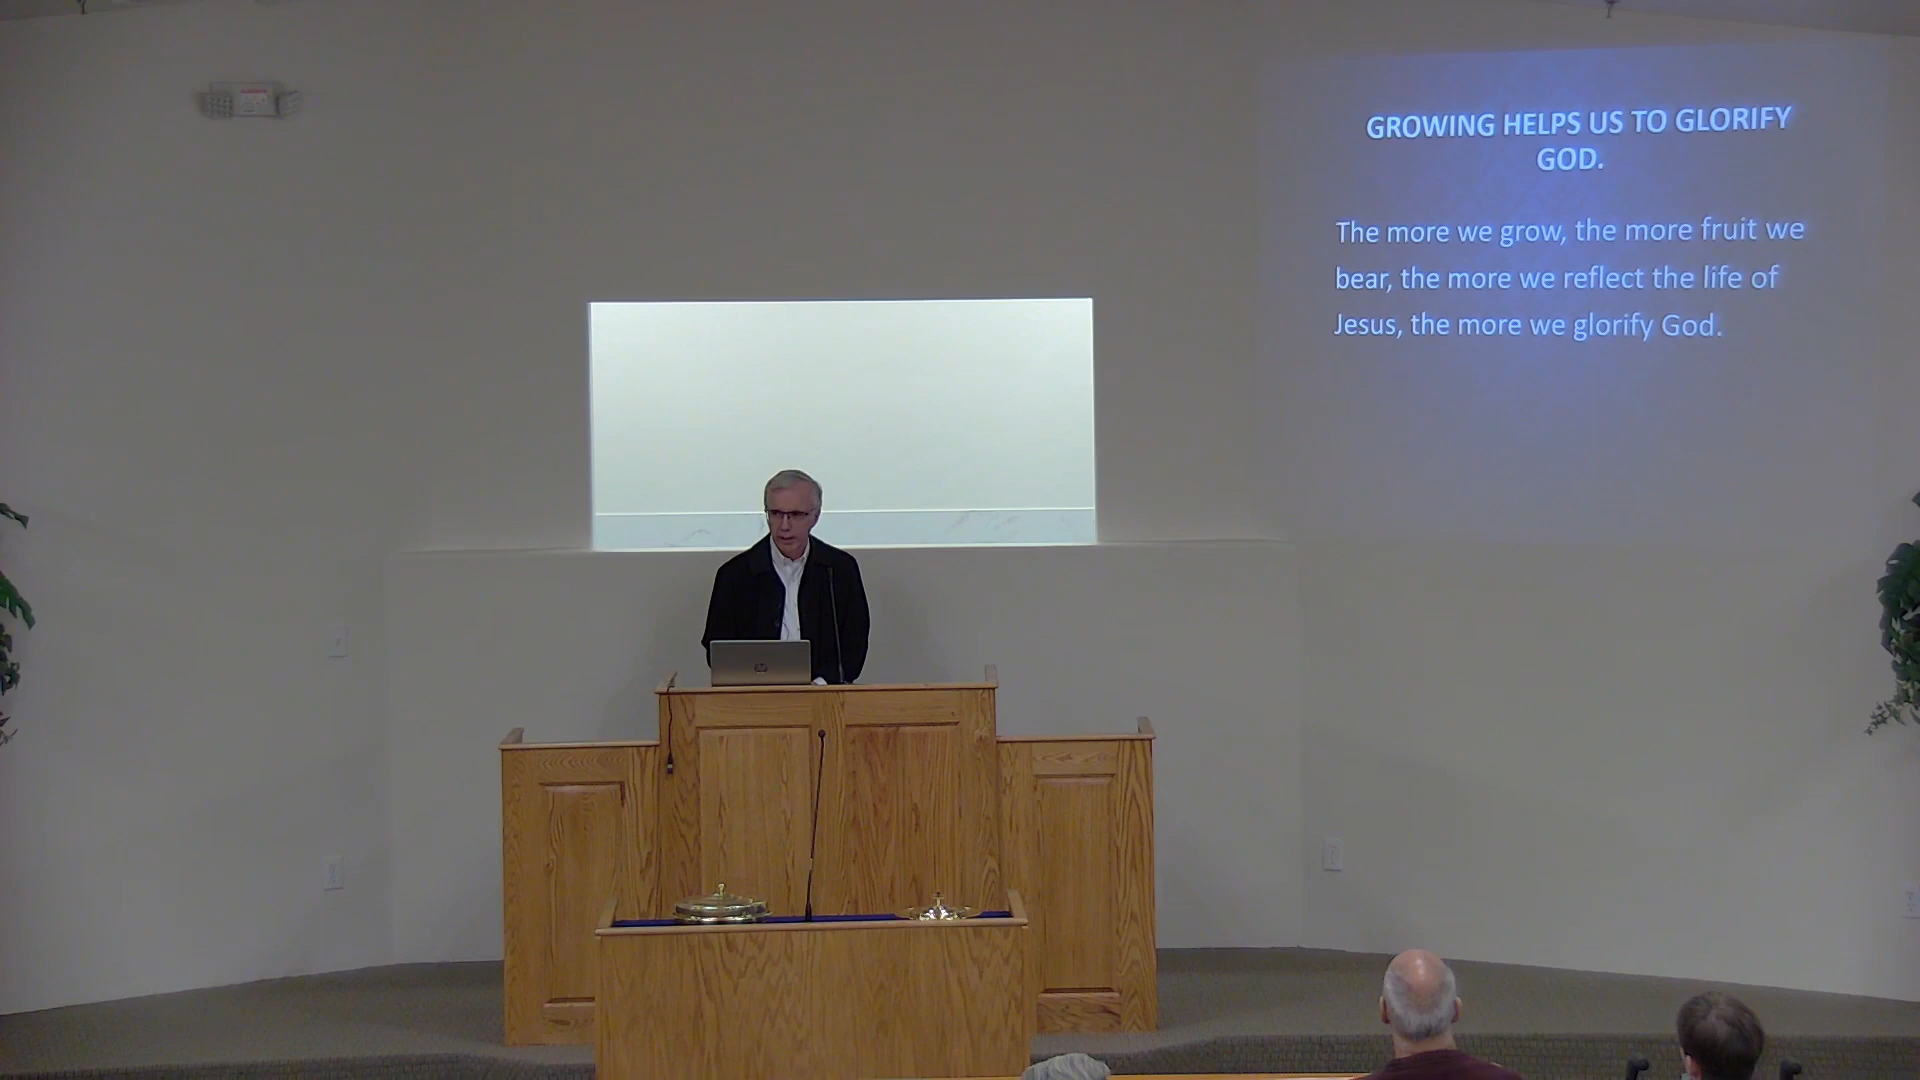 GROWING HELPS US TO GLORIFY
GOD.
The more we grow, the more fruit we
bear, the more we reflect the life of
Jesus, the more we glorify God.
hp